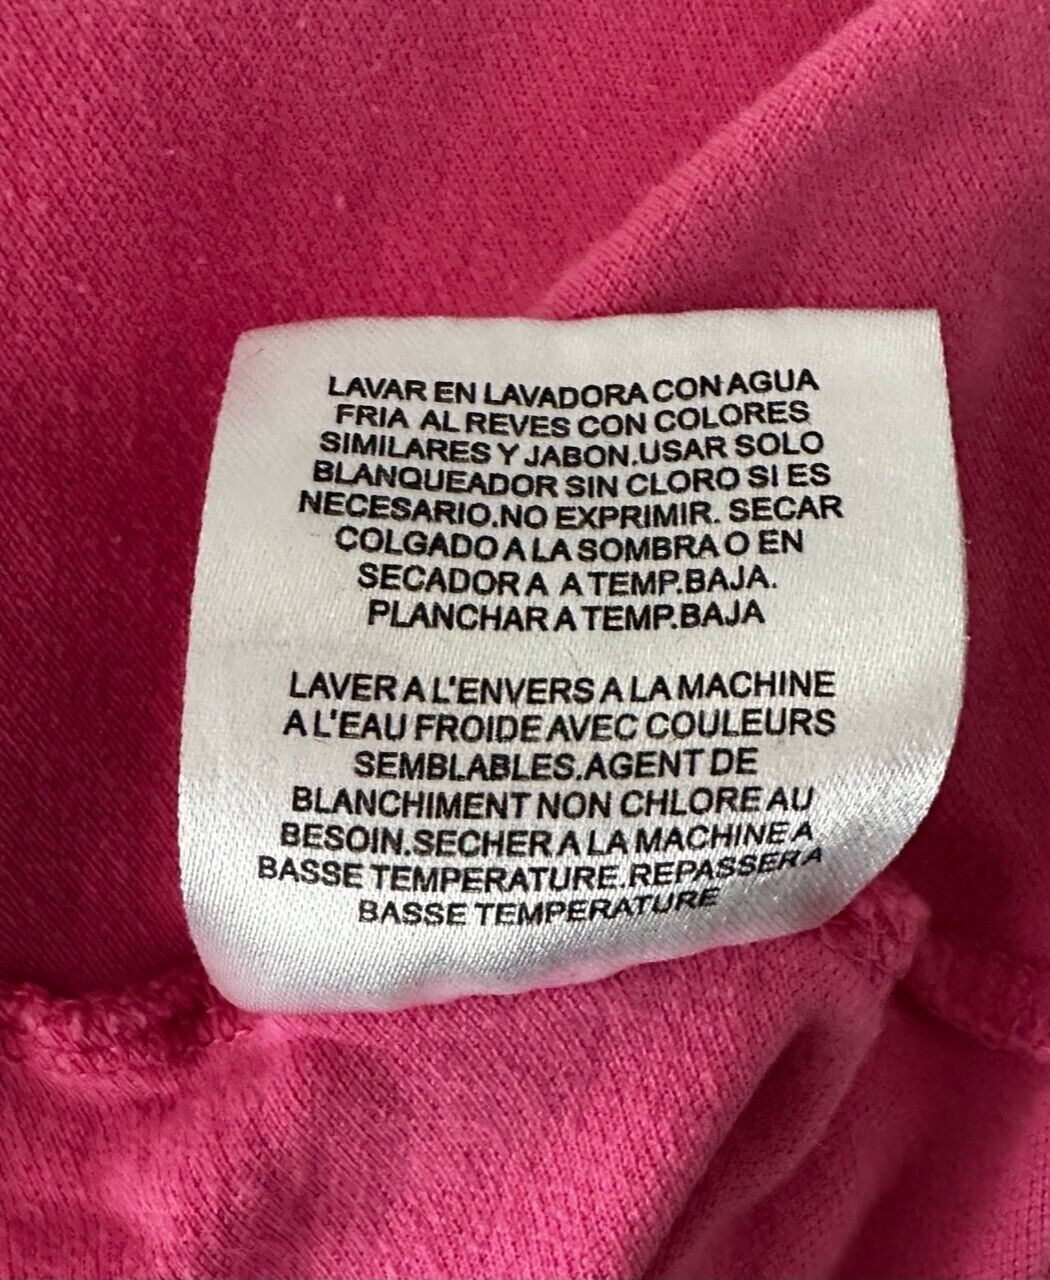 LAVAR EN LAVADORA CON AGUA
FRIA AL REVES CON COLORES
SIMILARES Y JABON.USAR SOLO
BLANQUEADOR SIN CLORO SI ES
NECESARIO.NO EXPRIMIR. SECAR
COLGADO A LA SOMBRA O EN
SECADORA A TEMP.BAJA.
PLANCHAR A TEMP.BAJA
LAVER A L'ENVERS A LA MACHINE
A L'EAU FROIDE AVEC COULEURS
SEMBLABLES.AGENT DE
BLANCHIMENT NON CHLORE AU
BESOIN.SECHER A LA MACHINE A
BASSE TEMPERATURE.REPASSER A
BASSE TEMPERATURE